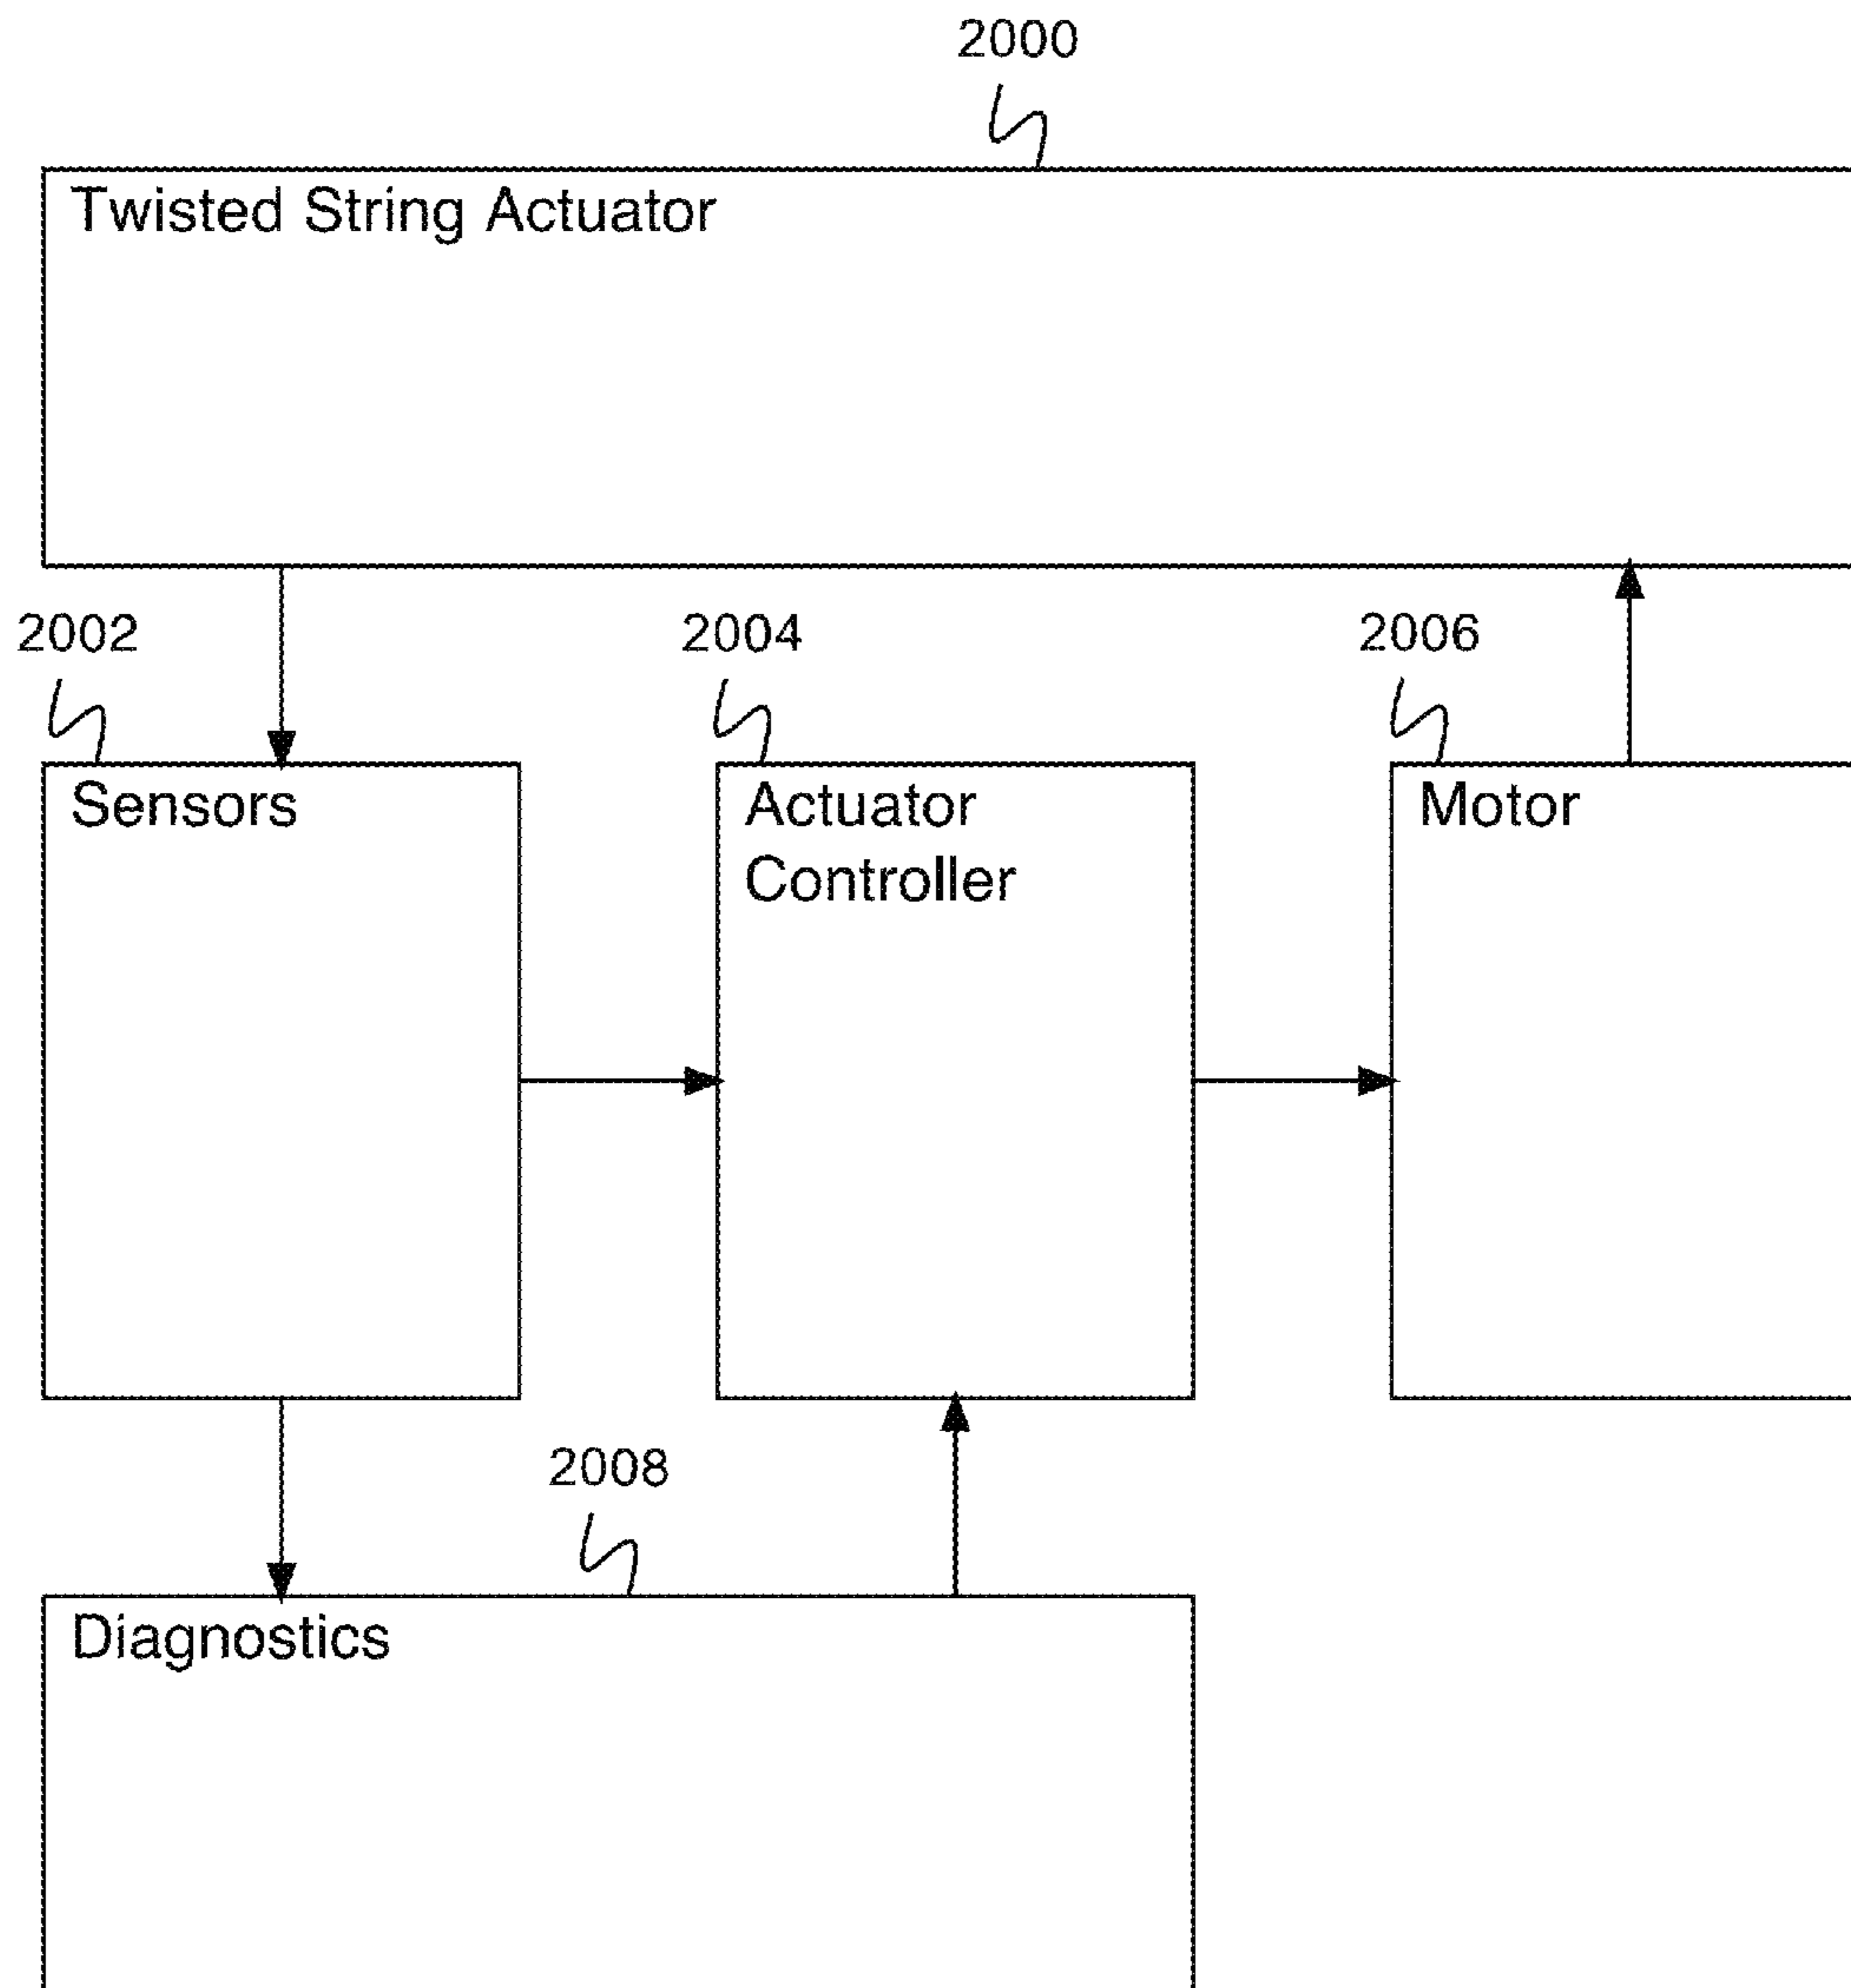 2000
Twisted String Actuator
2002
2004
2006
Sensors
Actuator
Controller
Motor
2008
Diagnostics